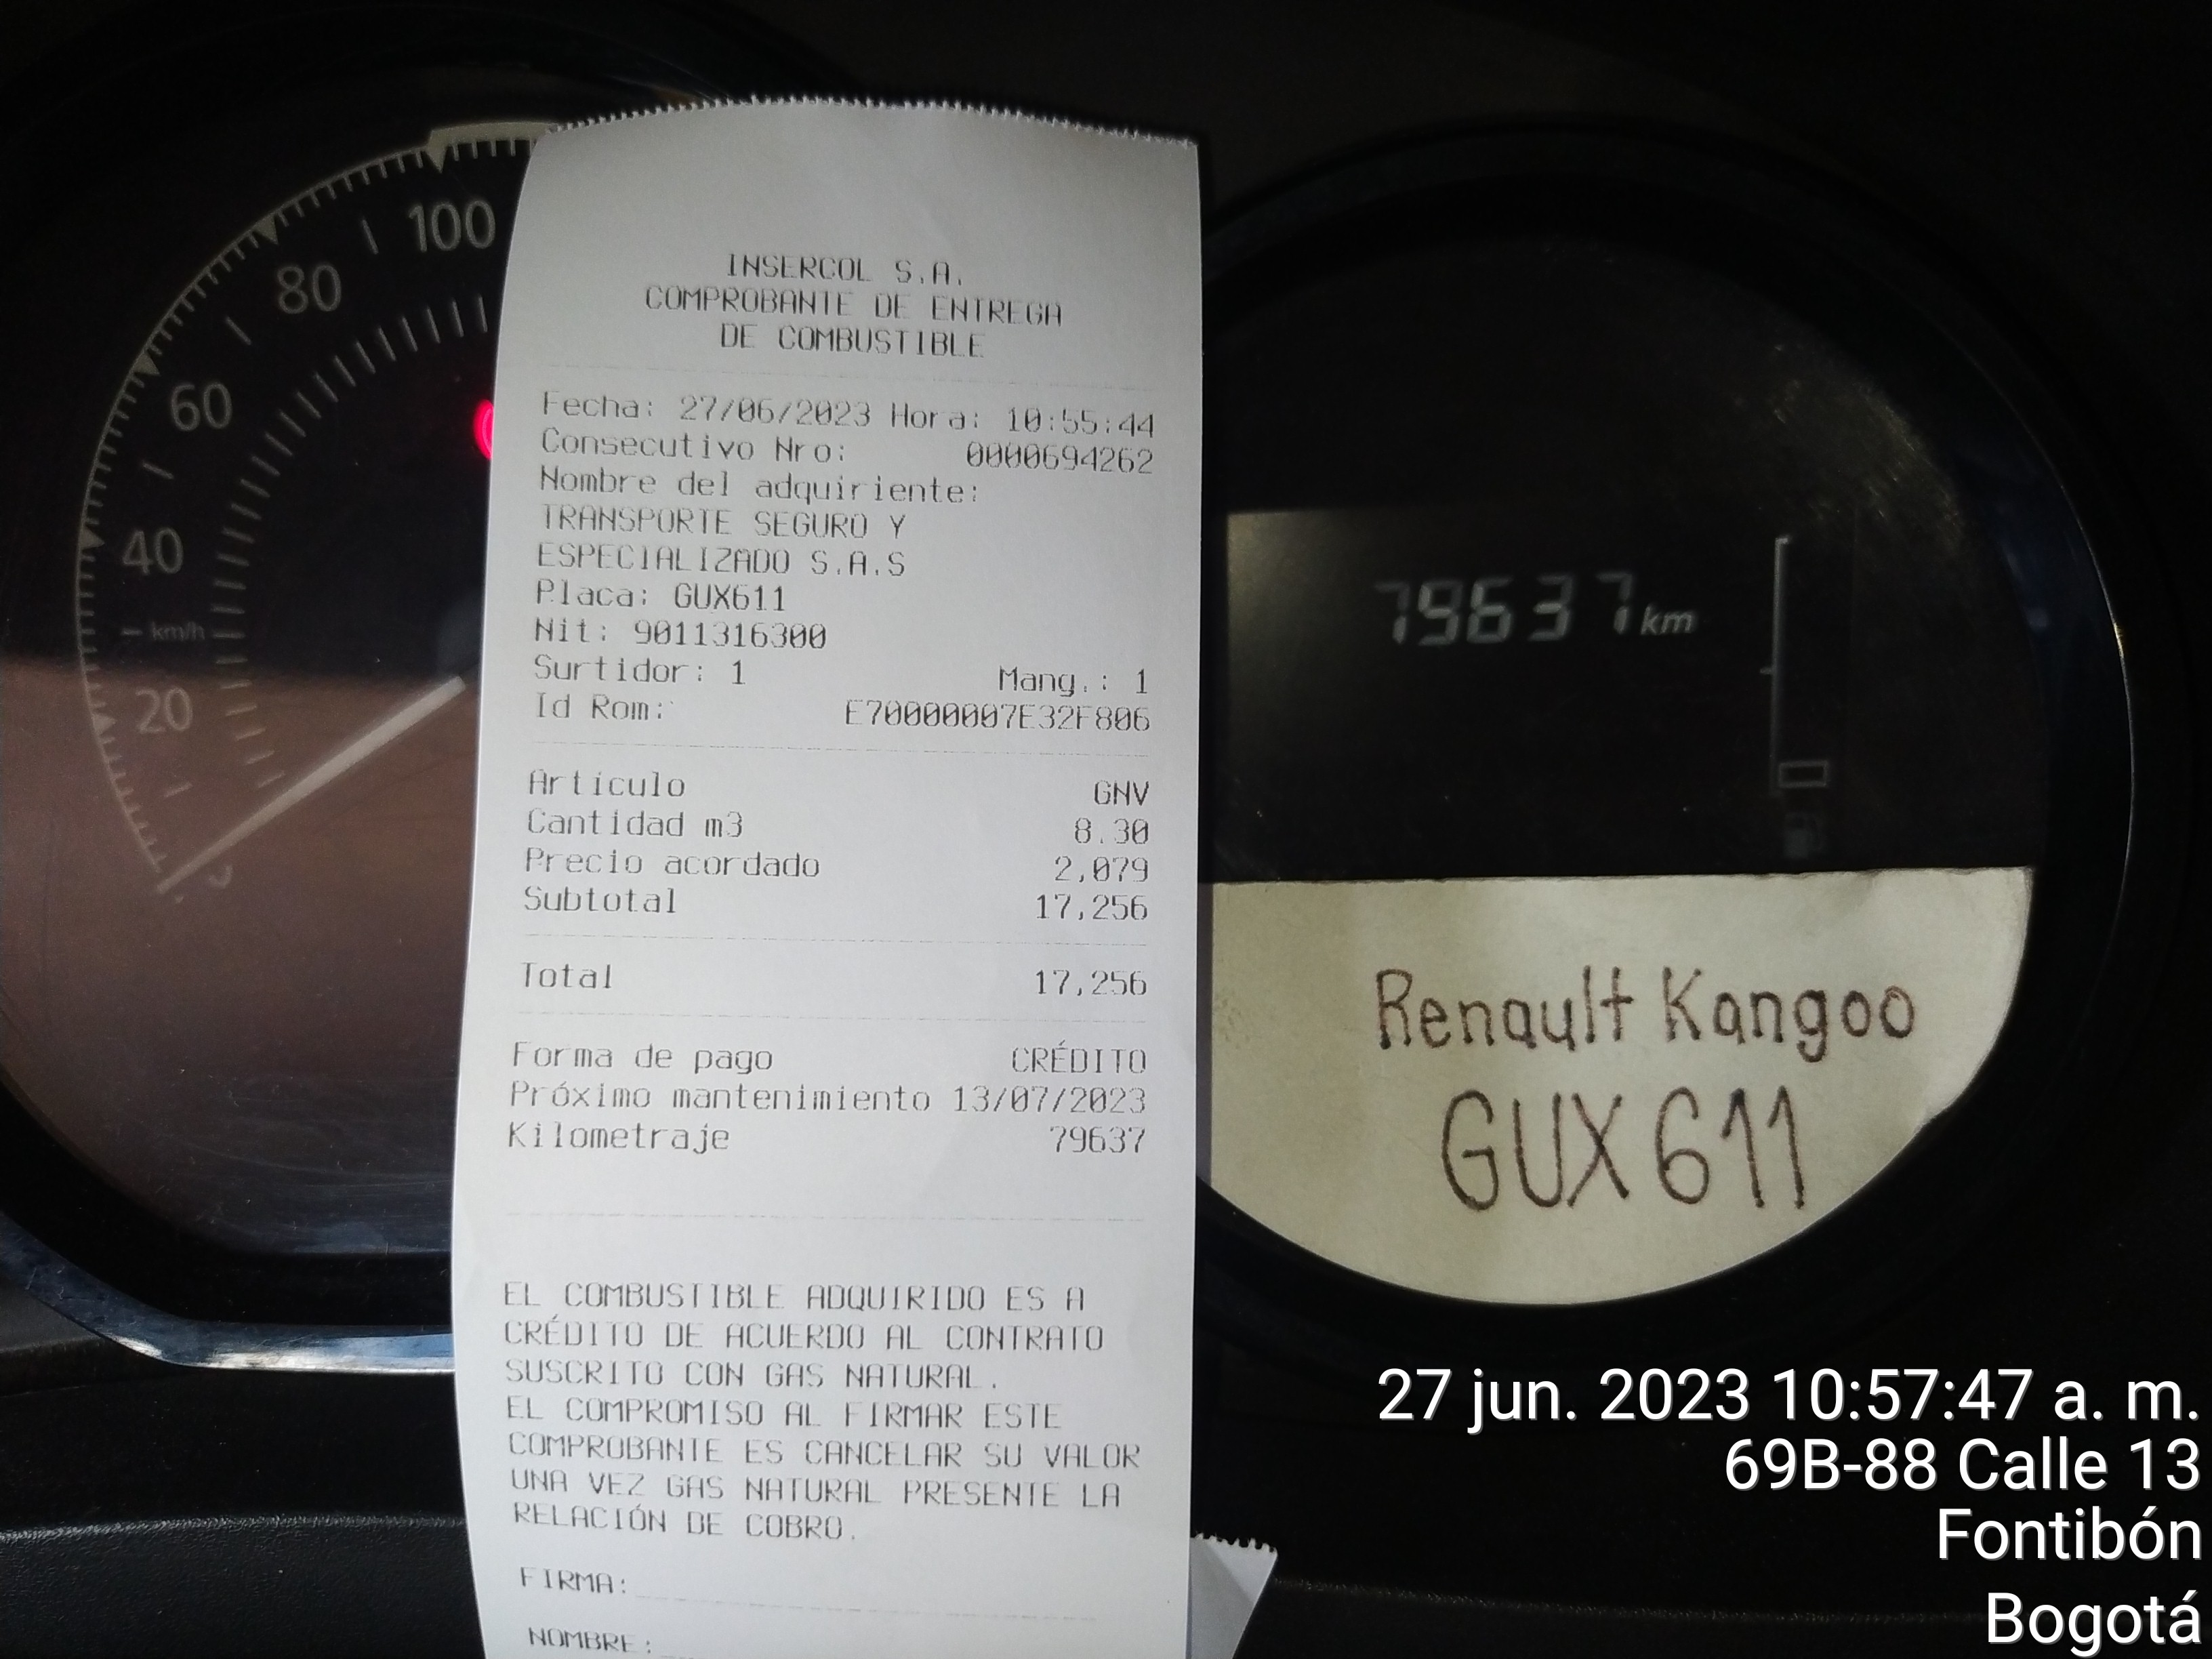 100
80
60
40
km/h
20
INSERCOL S.A.
COMPROBANTE DE ENTREGA
DE COMBUSTIBLE
Fecha: 27/06/2023 Hora: 10:55:44
Consecutivo Nro: 0000694262
Nombre del adquiriente:
TRANSPORTE SEGURO Y
ESPECIALIZADO S.A.S
Placa: GUX611
Nit: 9011316300
Surtidor: 1 Mang.: 1
Id Rom: E70000007E32F806
Articulo GNV
Cantidad m3 8.30
Precio acordado 2,079
Subtotal 17,256
Total 17,256
Forma de pago CRÉDITO
Próximo mantenimiento 13/07/2023
Kilometraje 79637
EL COMBUSTIBLE ADQUIRIDO ES A
CRÉDITO DE ACUERDO AL CONTRATO
SUSCRITO CON GAS NATURAL.
EL COMPROMISO AL FIRMAR ESTE
COMPROBANTE ES CANCELAR SU VALOR
UNA VEZ GAS NATURAL PRESENTE LA
RELACIÓN DE COBRO.
FIRMA:
NOMBRE:
79637 km
Renault Kangoo
GUX 611
27 jun. 2023 10:57:47 a. m.
69B-88 Calle 13
Fontibón
Bogotá